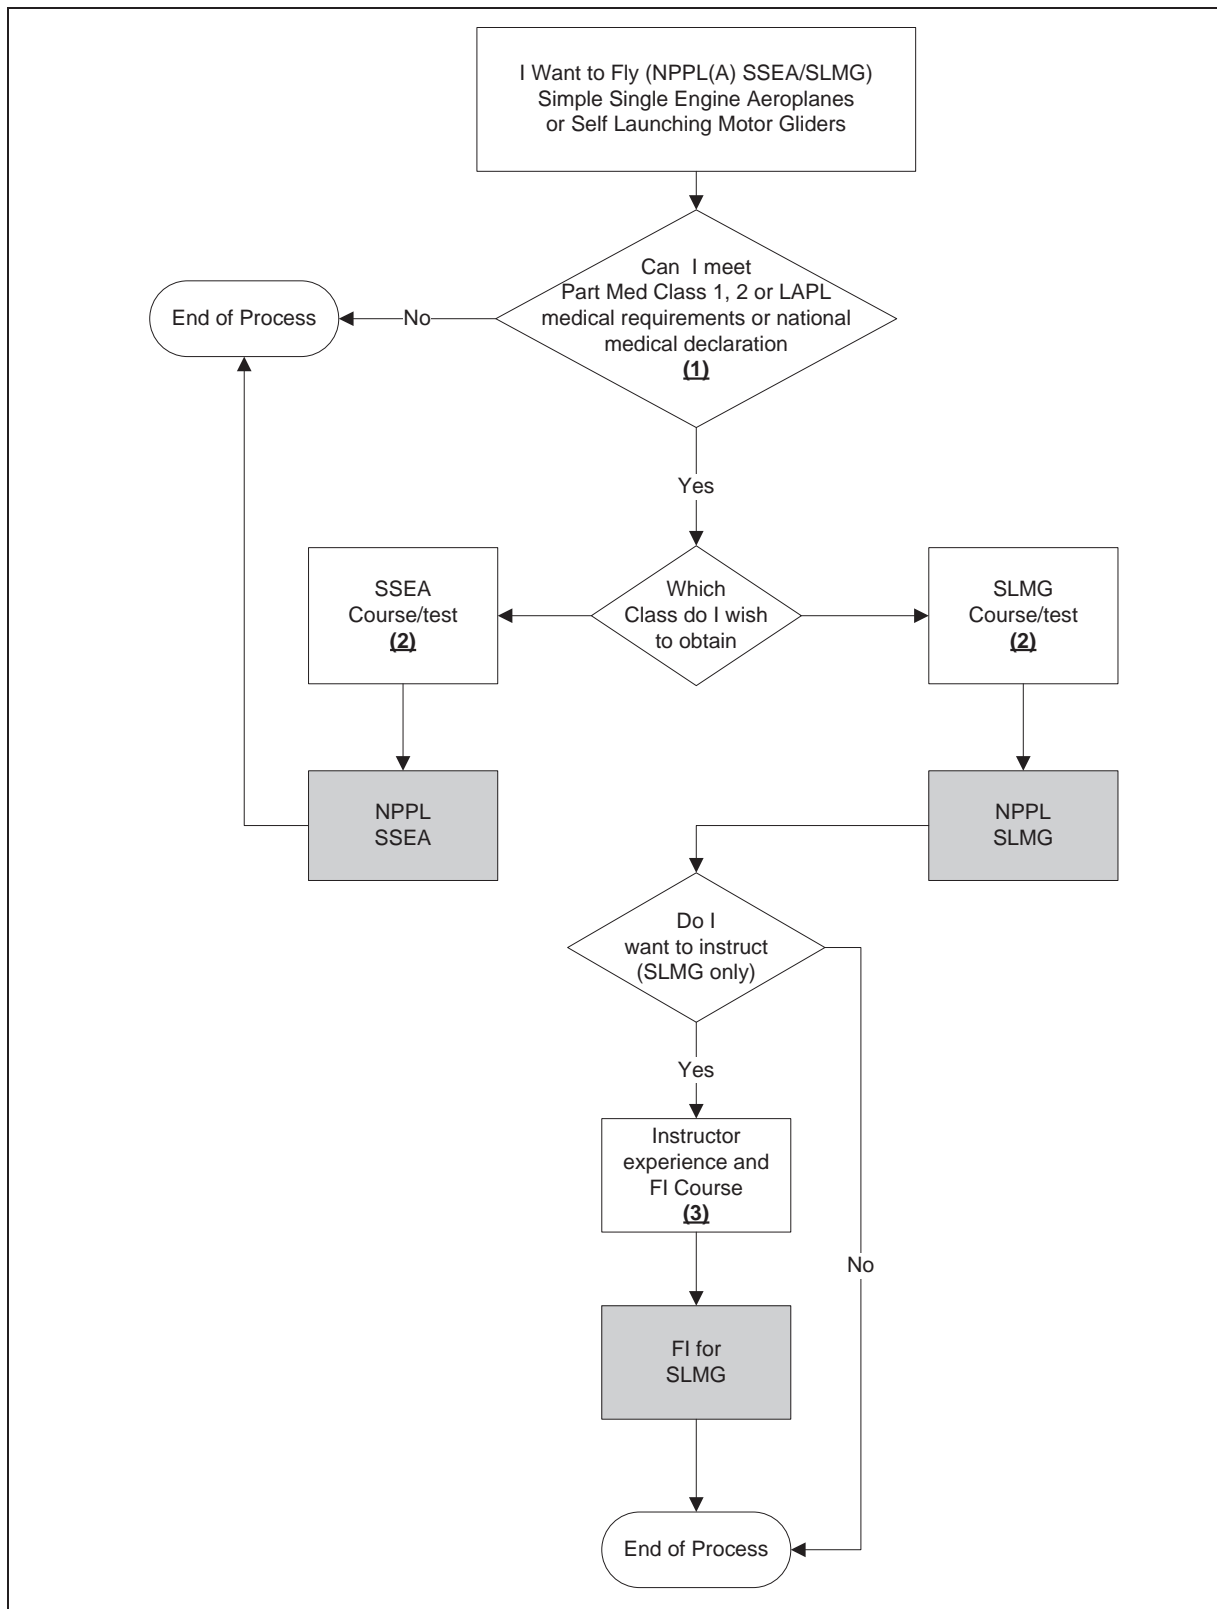 I Want to Fly (NPPL(A) SSEA/SLMG)
Simple Single Engine Aeroplanes
or Self Launching Motor Gliders
Can I meet
Part Med Class 1, 2 or LAPL
medical requirements or national
medical declaration
(1)
No
End of Process
Yes
SSEA
Course/test
(2)
Which
Class do I wish
to obtain
SLMG
Course/test
(2)
NPPL
SSEA
NPPL
SLMG
Do I
want to instruct
(SLMG only)
Yes
Instructor
experience and
FI Course
(3)
No
FI for
SLMG
End of Process